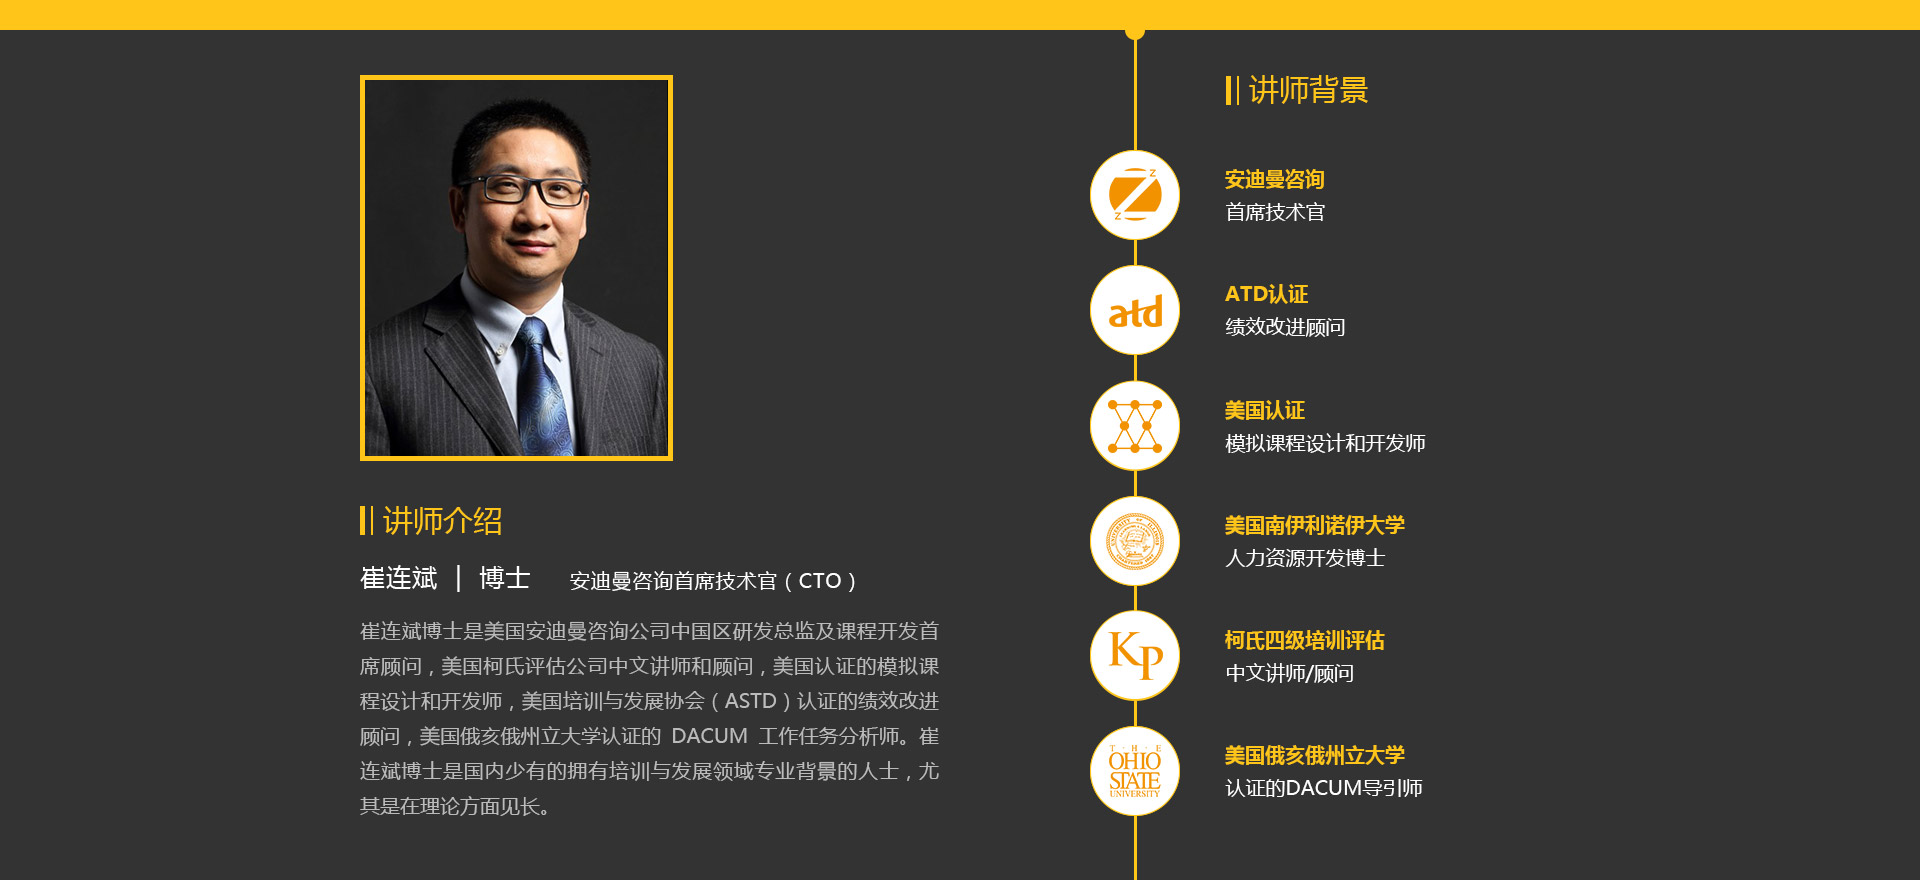 讲师介绍
崔连斌 | 博士 安迪曼咨询首席技术官（CTO）
崔连斌博士是美国安迪曼咨询公司中国区研发总监及课程开发首
席顾问，美国柯氏评估公司中文讲师和顾问，美国认证的模拟课
程设计和开发师，美国培训与发展协会（ASTD）认证的绩效改进
顾问，美国俄亥俄州立大学认证的 DACUM 工作任务分析师。崔
连斌博士是国内少有的拥有培训与发展领域专业背景的人士，尤
其是在理论方面见长。
讲师背景
Z
Z
Z
安迪曼咨询
首席技术官
atd
ATD认证
绩效改进顾问
美国认证
模拟课程设计和开发师
美国南伊利诺伊大学
人力资源开发博士
Kp
柯氏四级培训评估
中文讲师/顾问
T·H·E
OHIO
STATE
UNIVERSITY
美国俄亥俄州立大学
认证的DACUM导引师